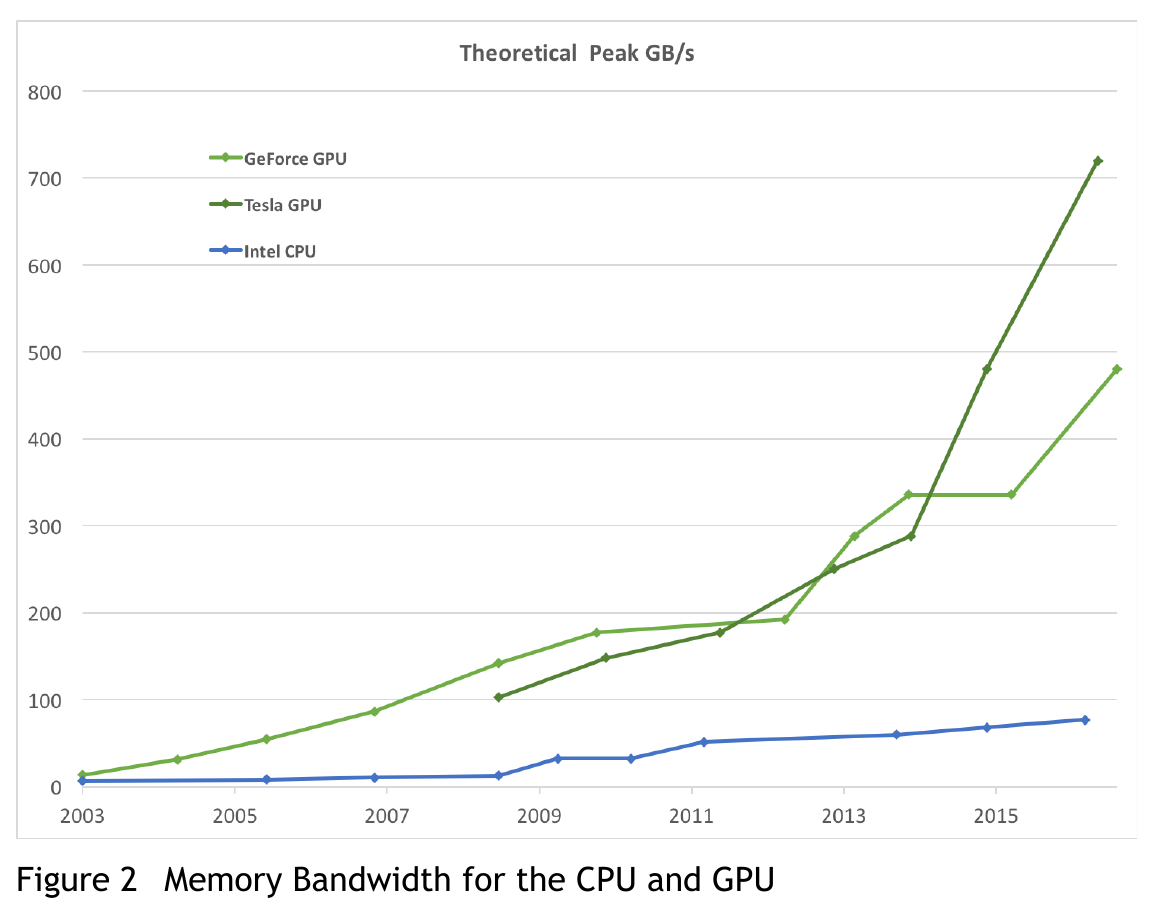 Theoretical Peak GB/s
800
700
600
500
400
300
200
100
0
GeForce GPU
Tesla GPU
Intel CPU
2003 2005 2007 2009 2011 2013 2015
Figure 2 Memory Bandwidth for the CPU and GPU